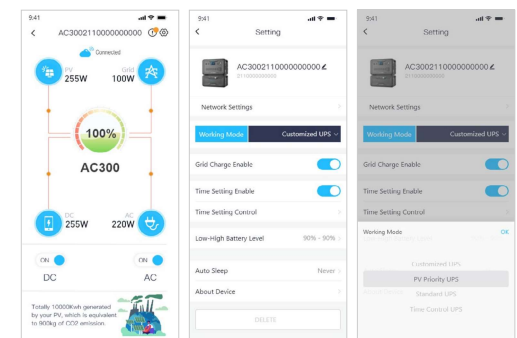 9:41
AC3002110000000000
Connected
PV
255W
Grid
100W
100%
AC300
DC
255W
AC
220W
ON
ON
DC
AC
Totally 10000Kwh generated
by your PV, which is equivalent
to 900kg of CO2 emission.
9:41
Setting
AC3002110000000000
Network Settings
Working Mode
Customized UPS
Grid Charge Enable
Time Setting Enable
Time Setting Control
Low-High Battery Level
90% - 90%
Auto Sleep
Never
About Device
DELETE
9:41
Setting
AC3002110000000000
Network Settings
Working Mode
Customized UPS
Grid Charge Enable
Time Setting Enable
Time Setting Control
Working Mode
OK
Customized UPS
PV Priority UPS
Standard UPS
Time Control UPS